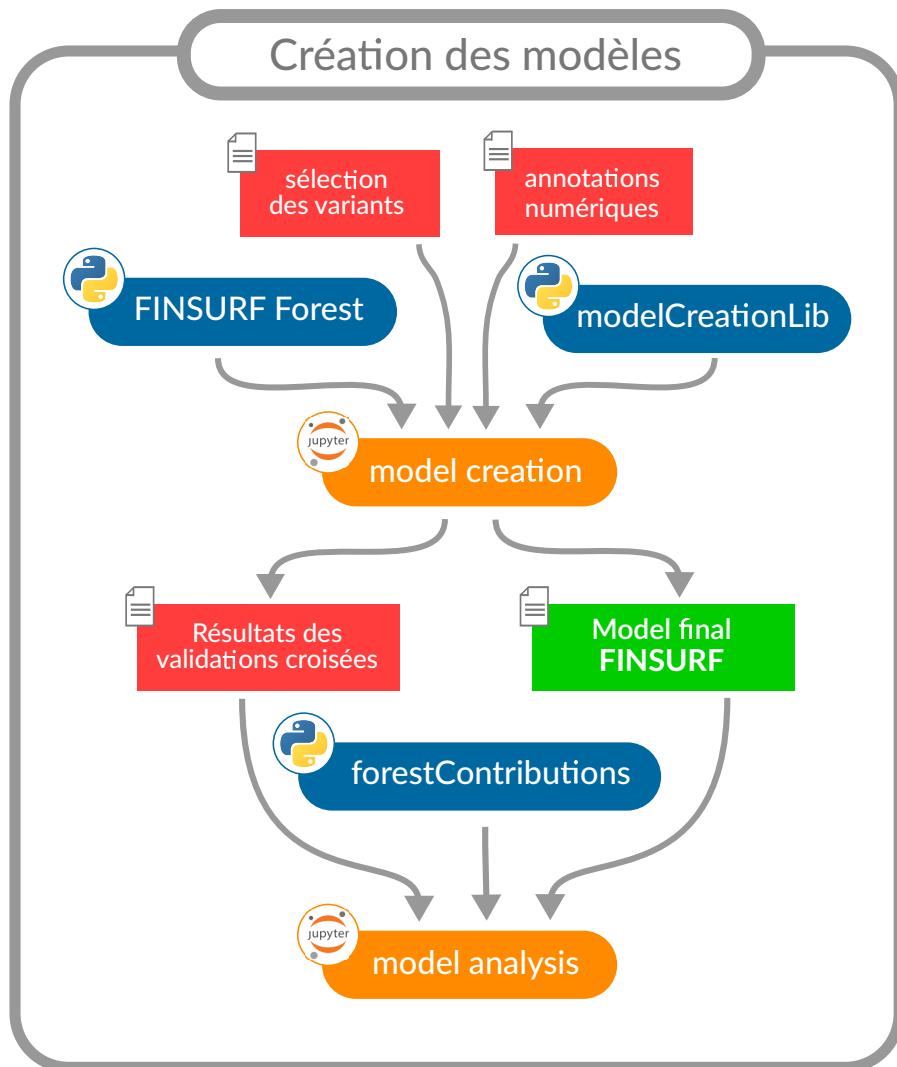 Création des modèles
sélection
des variants
annotations
numériques
FINSURF Forest
modelCreationLib
jupyter
model creation
Résultats des
validations croisées
Model final
FINSURF
forestContributions
jupyter
model analysis